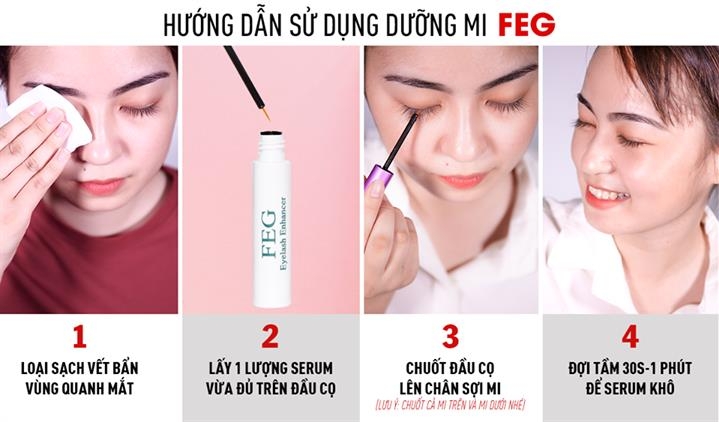 HƯỚNG DẪN SỬ DỤNG DƯỠNG MI FEG
FEG
Eyelash Enhancer
1
LOẠI SẠCH VẾT BẨN
VÙNG QUANH MẮT
2
LẤY 1 LƯỢNG SERUM
VỪA ĐỦ TRÊN ĐẦU CỌ
3
CHUỐT ĐẦU CỌ
LÊN CHÂN SỢI MI
(LƯU Ý: CHUỐT CẢ MI TRÊN VÀ MI DƯỚI NHÉ)
4
ĐỢI TẦM 30S-1 PHÚT
ĐỂ SERUM KHÔ